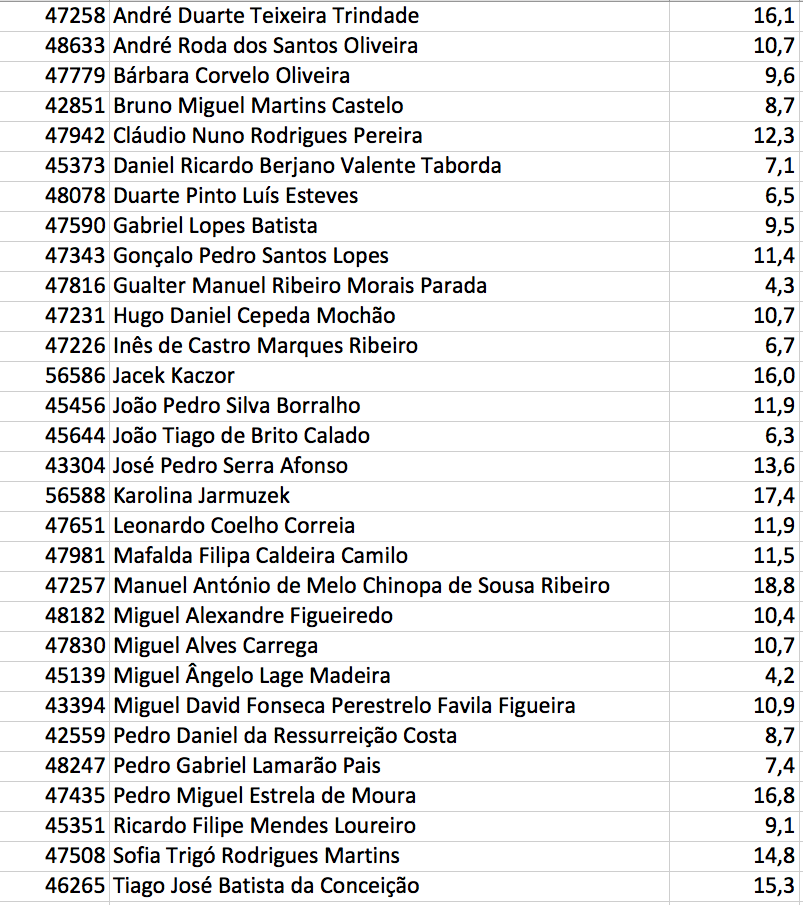 47258 André Duarte Teixeira Trindade 16,1
48633 André Roda dos Santos Oliveira 10,7
47779 Bárbara Corvelo Oliveira 9,6
42851 Bruno Miguel Martins Castelo 8,7
47942 Cláudio Nuno Rodrigues Pereira 12,3
45373 Daniel Ricardo Berjano Valente Taborda 7,1
48078 Duarte Pinto Luís Esteves 6,5
47590 Gabriel Lopes Batista 9,5
47343 Gonçalo Pedro Santos Lopes 11,4
47816 Gualter Manuel Ribeiro Morais Parada 4,3
47231 Hugo Daniel Cepeda Mochão 10,7
47226 Inês de Castro Marques Ribeiro 6,7
56586 Jacek Kaczor 16,0
45456 João Pedro Silva Borralho 11,9
45644 João Tiago de Brito Calado 6,3
43304 José Pedro Serra Afonso 13,6
56588 Karolina Jarmuzek 17,4
47651 Leonardo Coelho Correia 11,9
47981 Mafalda Filipa Caldeira Camilo 11,5
47257 Manuel António de Melo Chinopa de Sousa Ribeiro 18,8
48182 Miguel Alexandre Figueiredo 10,4
47830 Miguel Alves Carrega 10,7
45139 Miguel Ângelo Lage Madeira 4,2
43394 Miguel David Fonseca Perestrelo Favila Figueira 10,9
42559 Pedro Daniel da Ressurreição Costa 8,7
48247 Pedro Gabriel Lamarão Pais 7,4
47435 Pedro Miguel Estrela de Moura 16,8
45351 Ricardo Filipe Mendes Loureiro 9,1
47508 Sofia Trigó Rodrigues Martins 14,8
46265 Tiago José Batista da Conceição 15,3